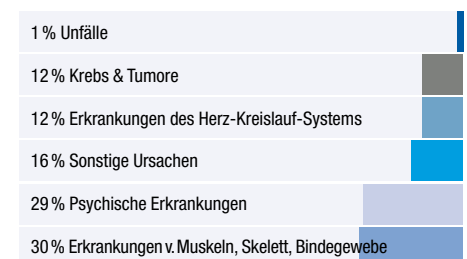 1 % Unfälle
12 % Krebs & Tumore
12 % Erkrankungen des Herz-Kreislauf-Systems
16 % Sonstige Ursachen
29 % Psychische Erkrankungen
30 % Erkrankungen v. Muskeln, Skelett, Bindegewebe